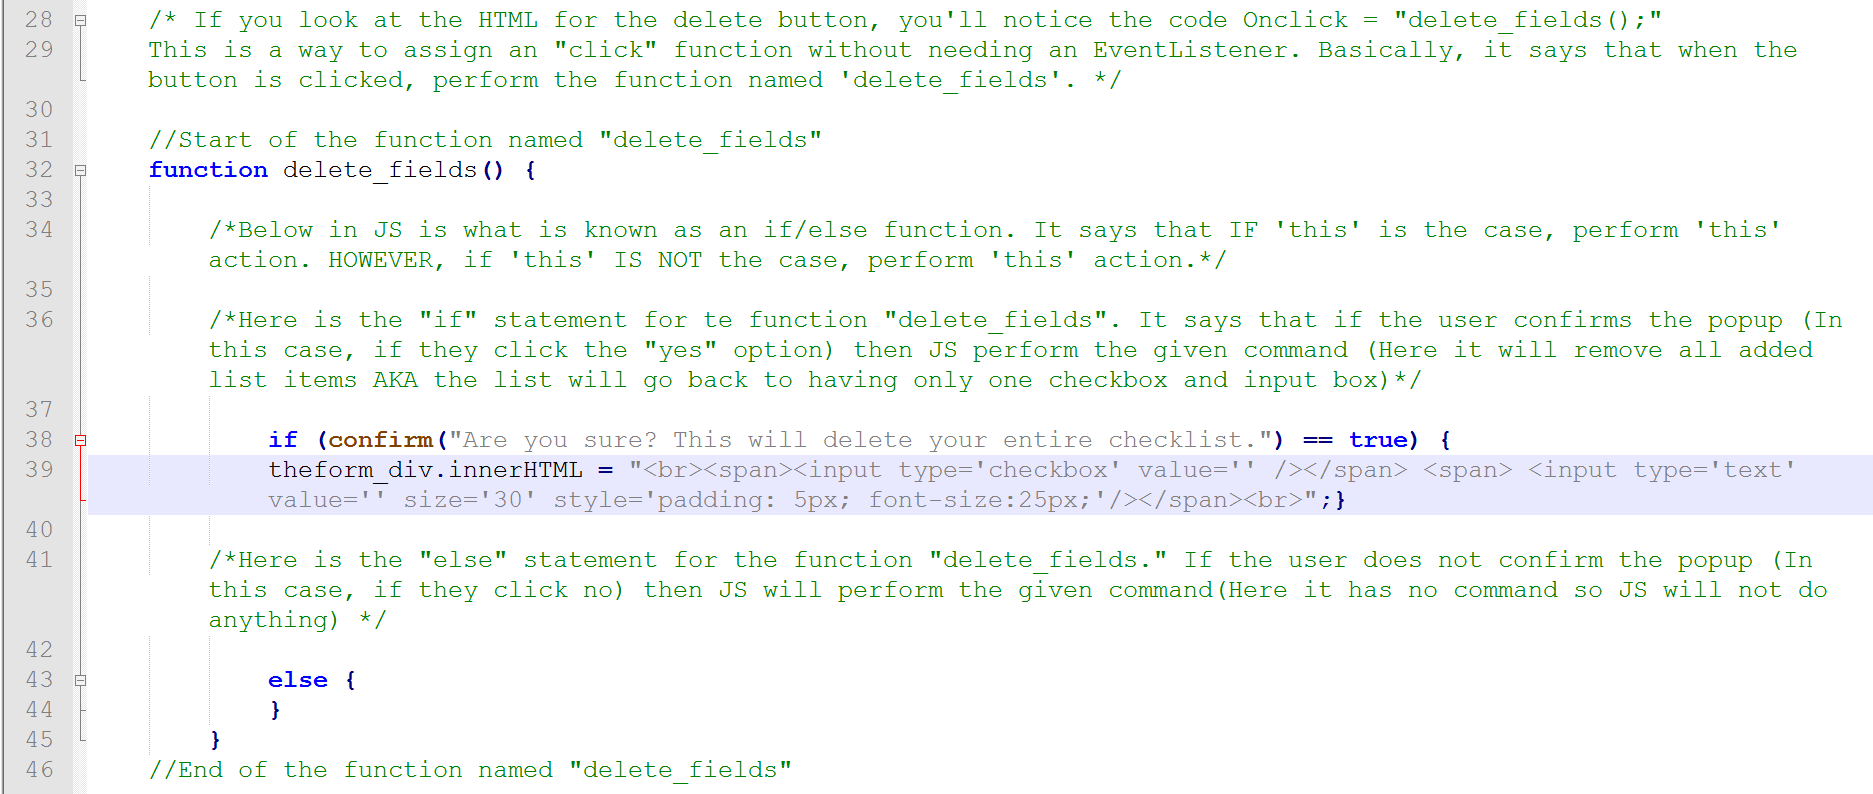 28 /* If you look at the HTML for the delete button, you'll notice the code Onclick = "delete_fields();"
29 This is a way to assign an "click" function without needing an EventListener. Basically, it says that when the
button is clicked, perform the function named 'delete_fields'. */
30
31 //Start of the function named "delete_fields"
32 function delete_fields() {
33
34 /*Below in JS is what is known as an if/else function. It says that IF 'this' is the case, perform 'this'
action. HOWEVER, if 'this' IS NOT the case, perform 'this' action.*/
35
36 /*Here is the "if" statement for te function "delete_fields". It says that if the user confirms the popup (In
this case, if they click the "yes" option) then JS perform the given command (Here it will remove all added
list items AKA the list will go back to having only one checkbox and input box)*/
37
38 if (confirm("Are you sure? This will delete your entire checklist.") == true) {
39 theform_div.innerHTML = "<br><span><input type='checkbox' value='' /></span> <span> <input type='text'
value='' size='30' style='padding: 5px; font-size:25px;'/></span><br>";}
40
41 /*Here is the "else" statement for the function "delete_fields." If the user does not confirm the popup (In
this case, if they click no) then JS will perform the given command(Here it has no command so JS will not do
anything) */
42
43 else {
44 }
45 }
46 //End of the function named "delete_fields"